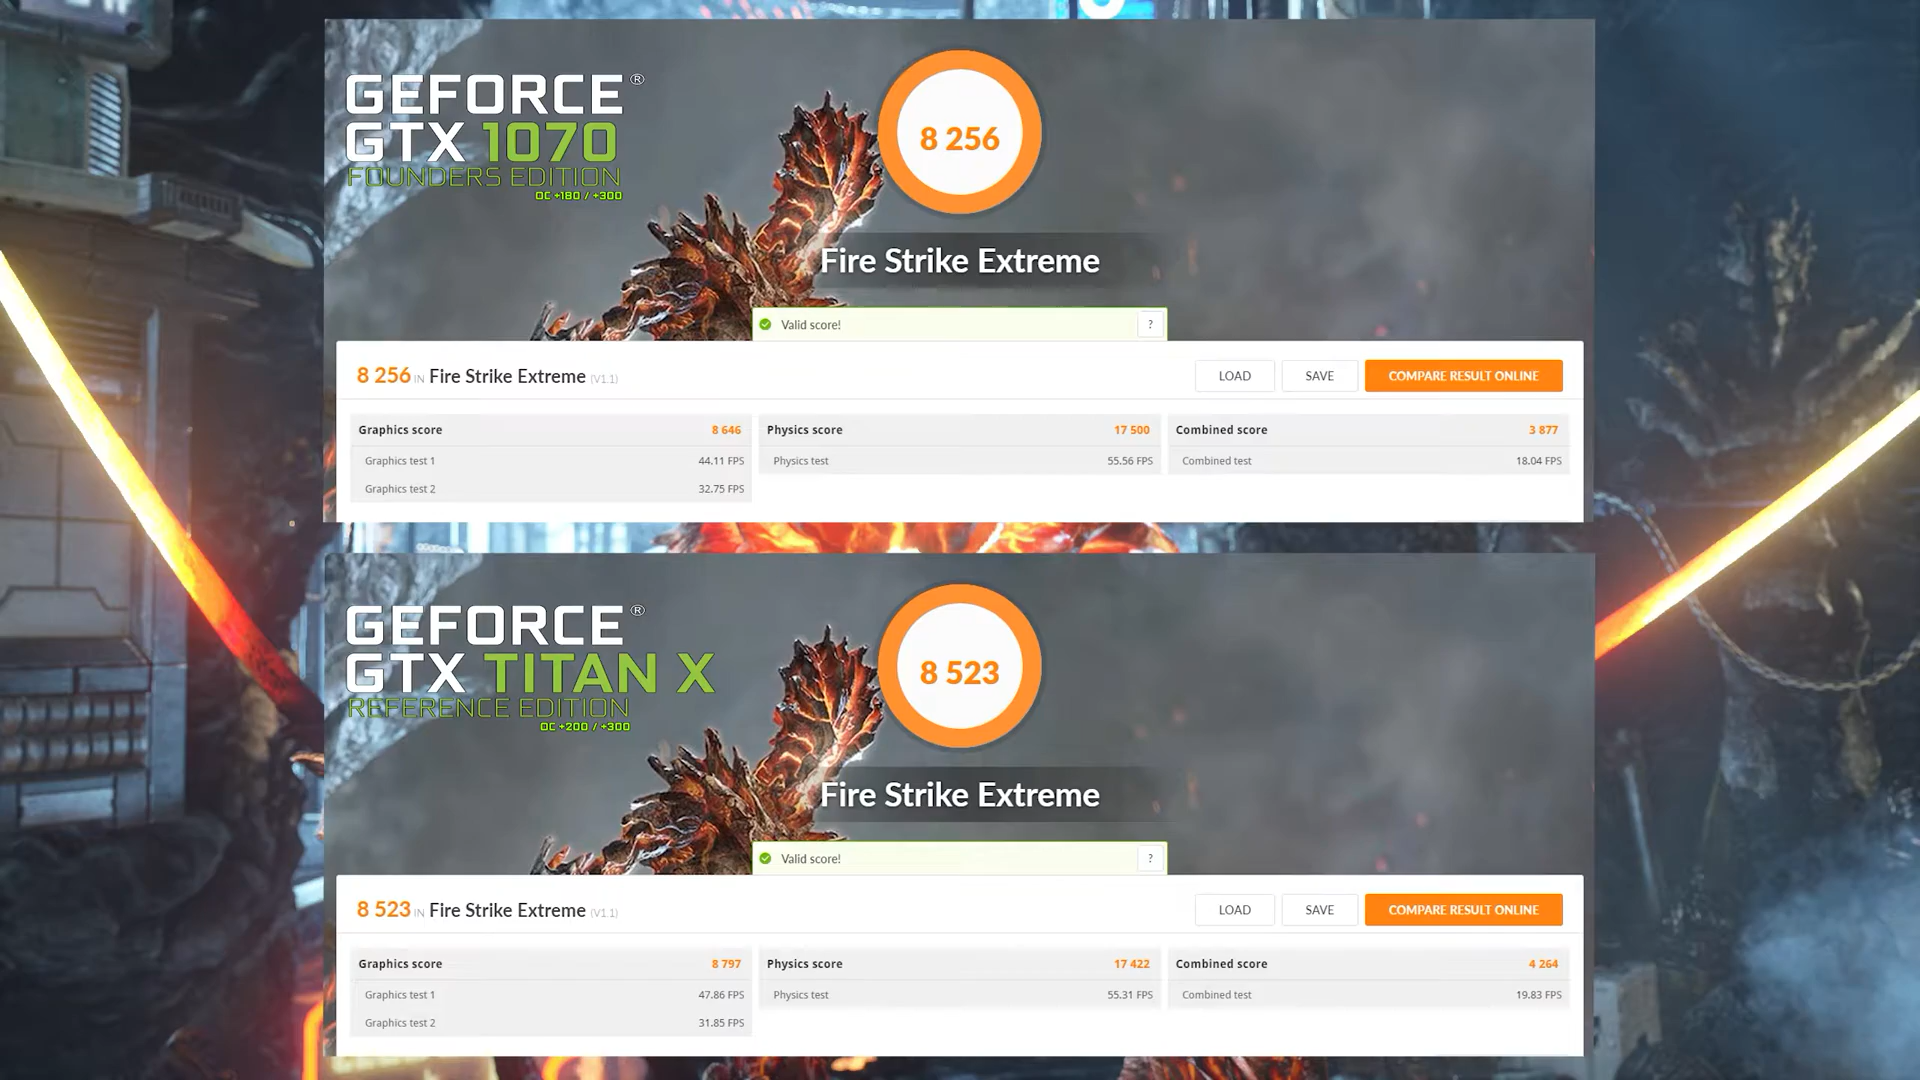 GEFORCE®
GTX 1070
FOUNDERS EDITION
OC +180 / +300
8 256
Fire Strike Extreme
Valid score!
?
8 256 IN Fire Strike Extreme (V1.1)
LOAD
SAVE
COMPARE RESULT ONLINE
Graphics score 8 646
Graphics test 1 44.11 FPS
Graphics test 2 32.75 FPS
Physics score 17 500
Physics test 55.56 FPS
Combined score 3 877
Combined test 18.04 FPS
GEFORCE®
GTX TITAN X
REFERENCE EDITION
OC +200 / +300
8 523
Fire Strike Extreme
Valid score!
?
8 523 IN Fire Strike Extreme (V1.1)
LOAD
SAVE
COMPARE RESULT ONLINE
Graphics score 8 797
Graphics test 1 47.86 FPS
Graphics test 2 31.85 FPS
Physics score 17 422
Physics test 55.31 FPS
Combined score 4 264
Combined test 19.83 FPS